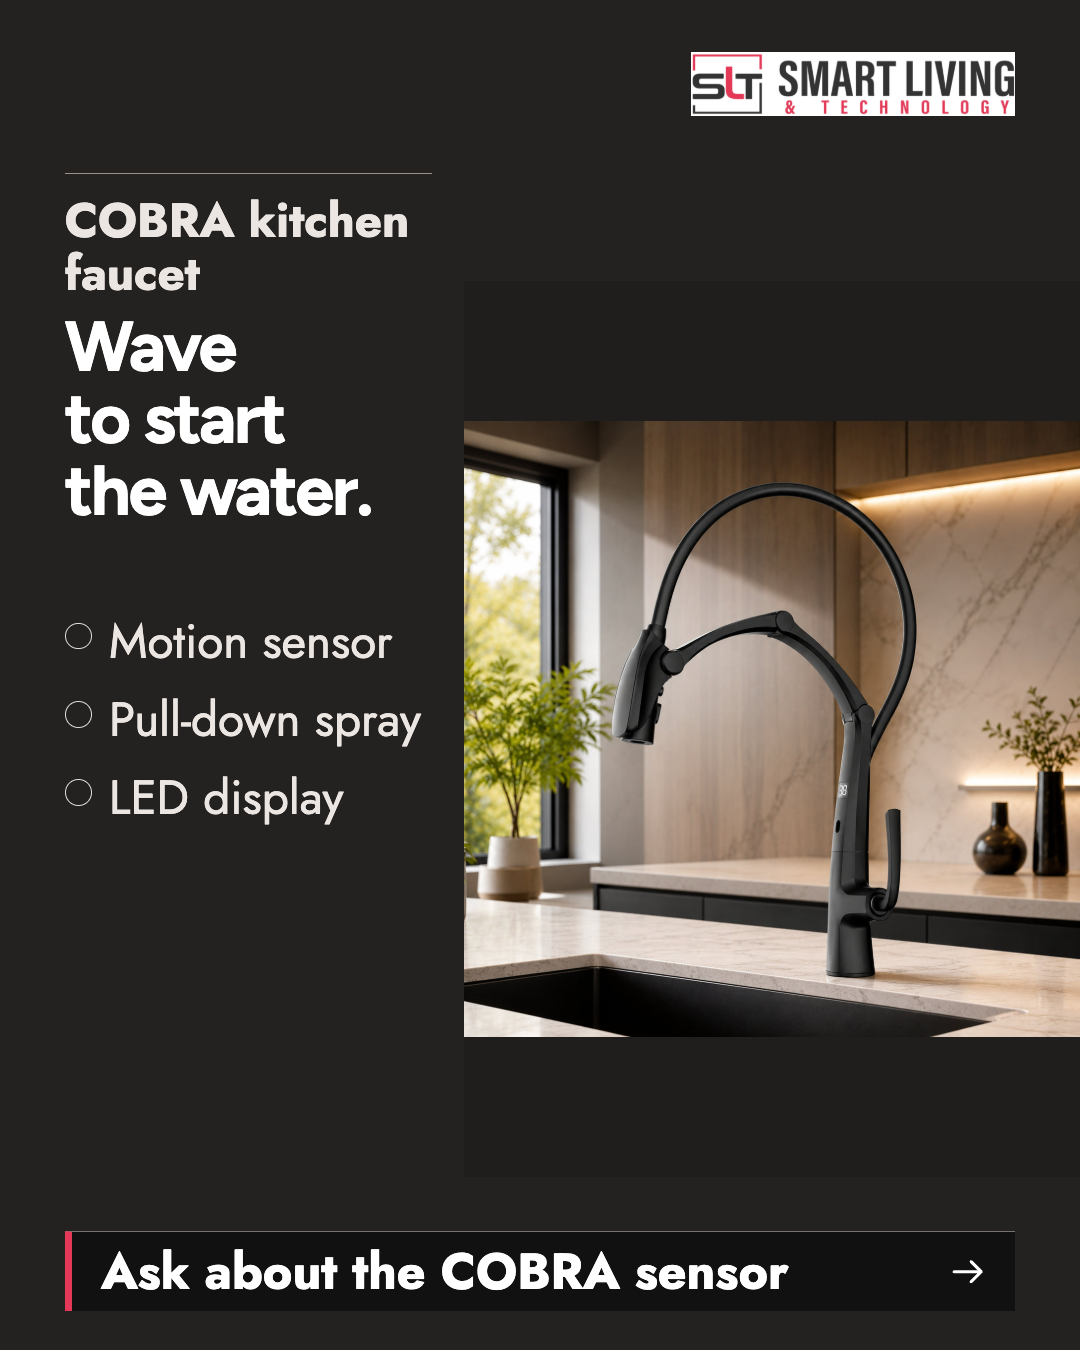 SLT SMART LIVING
& TECHNOLOGY
COBRA kitchen
faucet
Wave
to start
the water.
Motion sensor
Pull-down spray
LED display
38
Ask about the COBRA sensor →